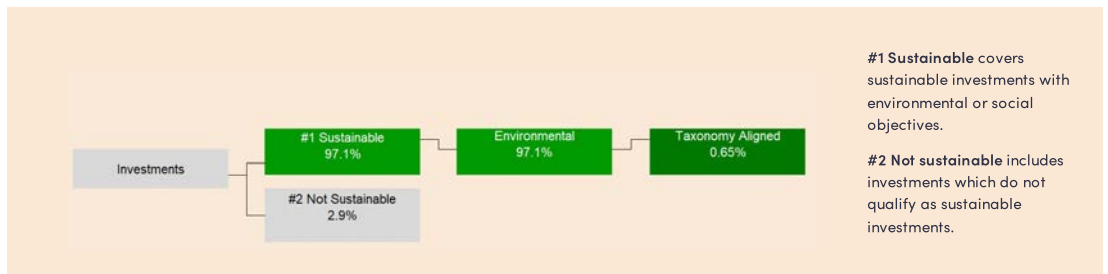 Investments
#1 Sustainable
97.1%
#2 Not Sustainable
2.9%
Environmental
97.1%
Taxonomy Aligned
0.65%
#1 Sustainable covers
sustainable investments with
environmental or social
objectives.
#2 Not sustainable includes
investments which do not
qualify as sustainable
investments.